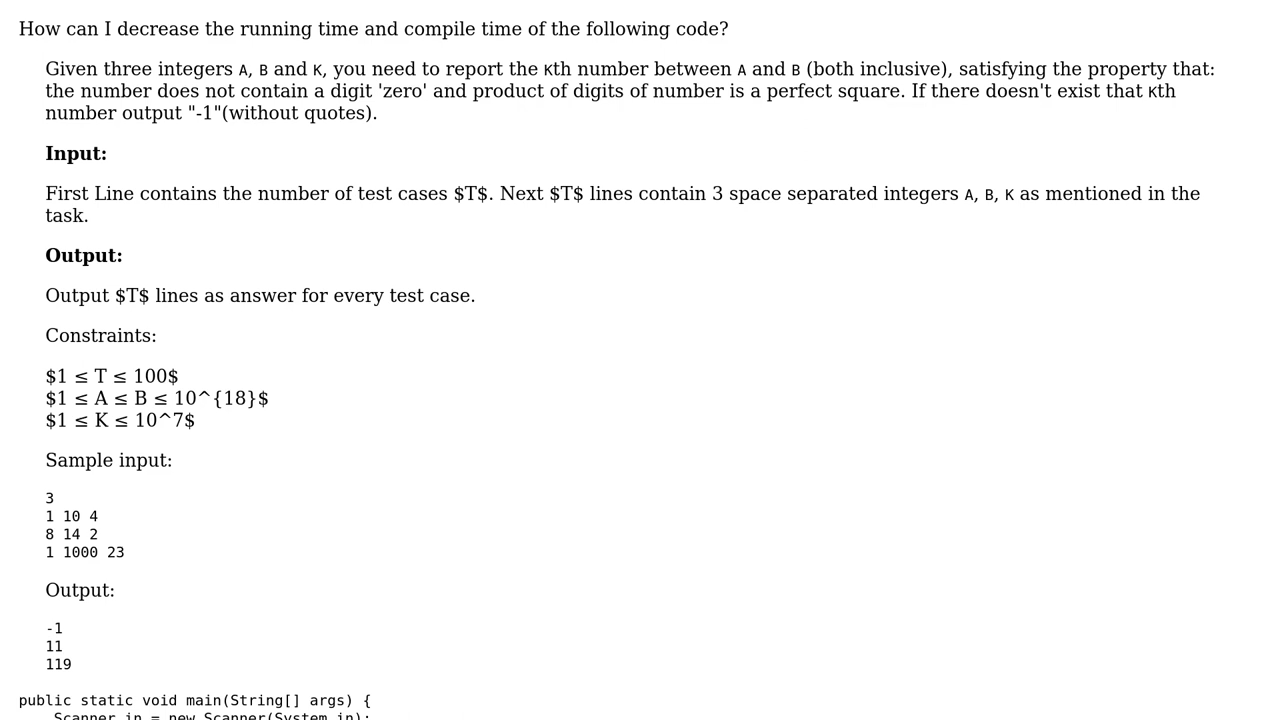 How can I decrease the running time and compile time of the following code?
Given three integers A, B and K, you need to report the Kth number between A and B (both inclusive), satisfying the property that:
the number does not contain a digit 'zero' and product of digits of number is a perfect square. If there doesn't exist that Kth
number output "-1"(without quotes).
Input:
First Line contains the number of test cases $T$. Next $T$ lines contain 3 space separated integers A, B, K as mentioned in the
task.
Output:
Output $T$ lines as answer for every test case.
Constraints:
$1 ≤ T ≤ 100$
$1 ≤ A ≤ B ≤ 10^{18}$
$1 ≤ K ≤ 10^7$
Sample input:
3
1 10 4
8 14 2
1 1000 23
Output:
-1
11
119
public static void main(String[] args) {
Scanner in = new Scanner(System.in);